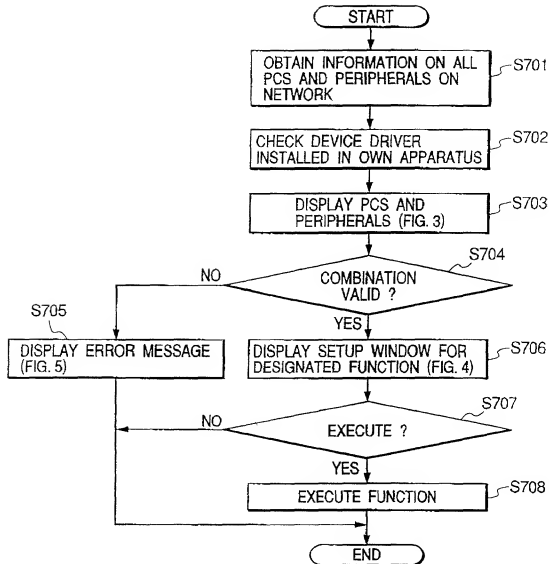 START
OBTAIN INFORMATION ON ALL
PCS AND PERIPHERALS ON
NETWORK
S701
CHECK DEVICE DRIVER
INSTALLED IN OWN APPARATUS
S702
DISPLAY PCS AND
PERIPHERALS (FIG. 3)
S703
S704
COMBINATION
VALID ?
NO
YES
S705
DISPLAY ERROR MESSAGE
(FIG. 5)
DISPLAY SETUP WINDOW FOR
DESIGNATED FUNCTION (FIG. 4)
S706
S707
EXECUTE ?
NO
YES
EXECUTE FUNCTION
S708
END